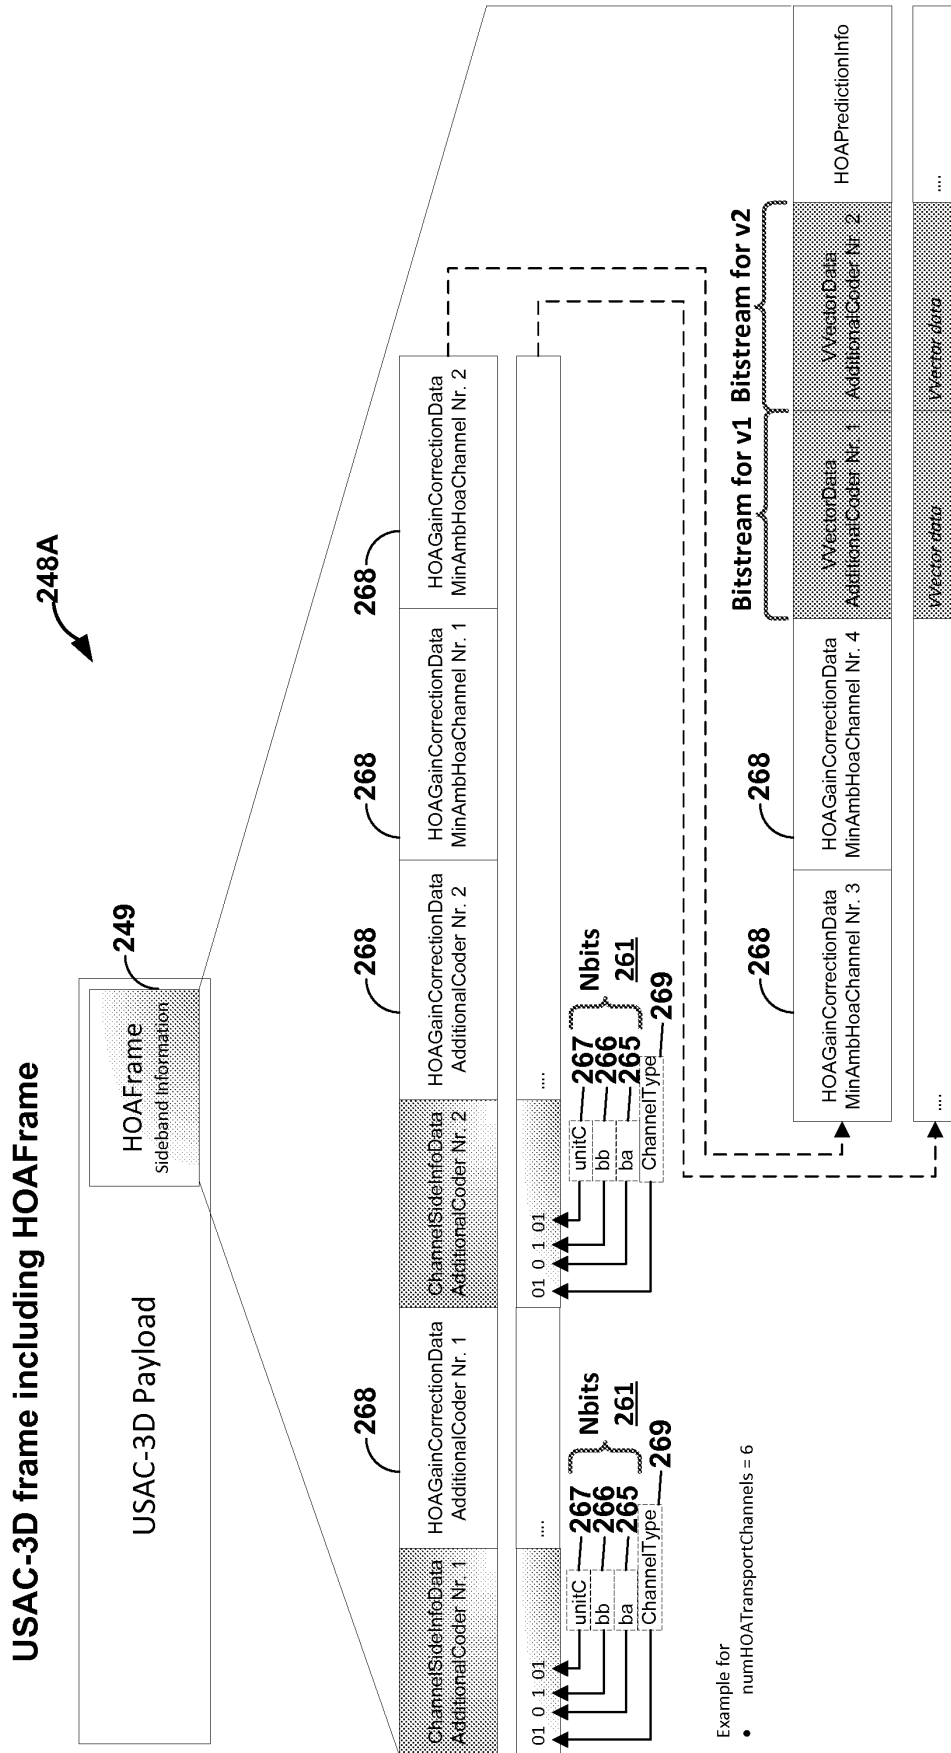 USAC-3D frame including HOAFrame
248A
USAC-3D Payload
HOAFrame
Sideband Information
249
268
268
268
268
ChannelSideInfoData
AdditionalCoder Nr. 1
HOAGainCorrectionData
AdditionalCoder Nr. 1
ChannelSideInfoData
AdditionalCoder Nr. 2
HOAGainCorrectionData
AdditionalCoder Nr. 2
HOAGainCorrectionData
MinAmbHoaChannel Nr. 1
HOAGainCorrectionData
MinAmbHoaChannel Nr. 2
01 0 1 01
....
01 0 1 01
....
unitC
bb
ba
ChannelType
267
266
265
269
Nbits
261
unitC
bb
ba
ChannelType
267
266
265
269
Nbits
261
Example for
• numHOATransportChannels = 6
268
268
Bitstream for v1
Bitstream for v2
HOAGainCorrectionData
MinAmbHoaChannel Nr. 3
HOAGainCorrectionData
MinAmbHoaChannel Nr. 4
VVectorData
AdditionalCoder Nr. 1
VVectorData
AdditionalCoder Nr. 2
HOAPredictionInfo
....
VVector data
VVector data
....